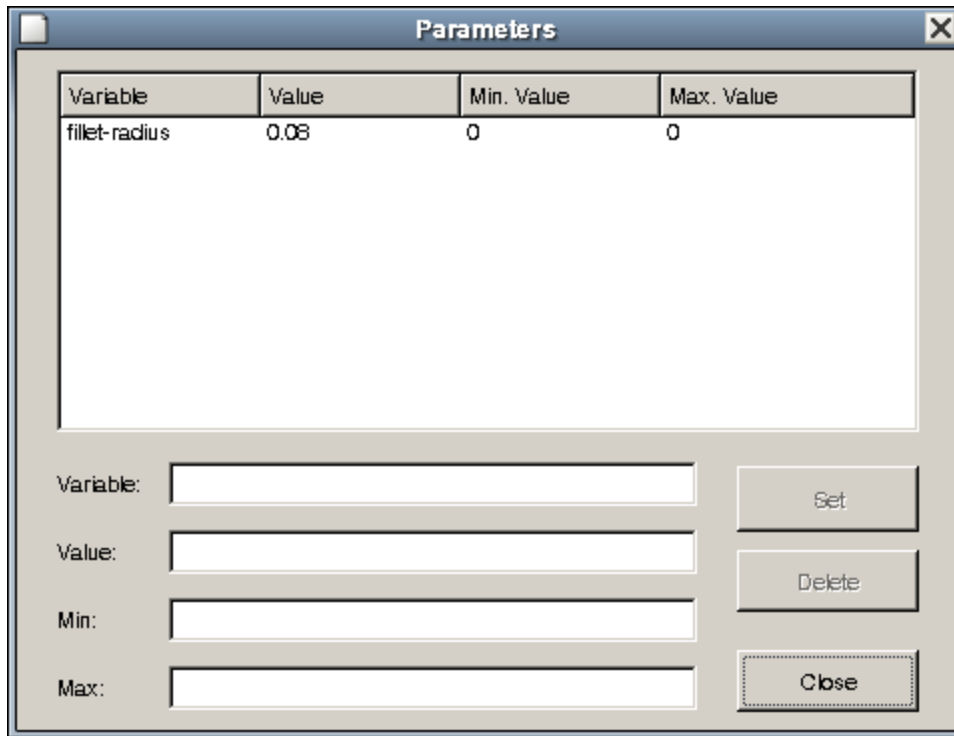 Parameters
Variable Value Min. Value Max. Value
fillet-radius 0.08 0 0
Variable:
Set
Value:
Delete
Min:
Max:
Close